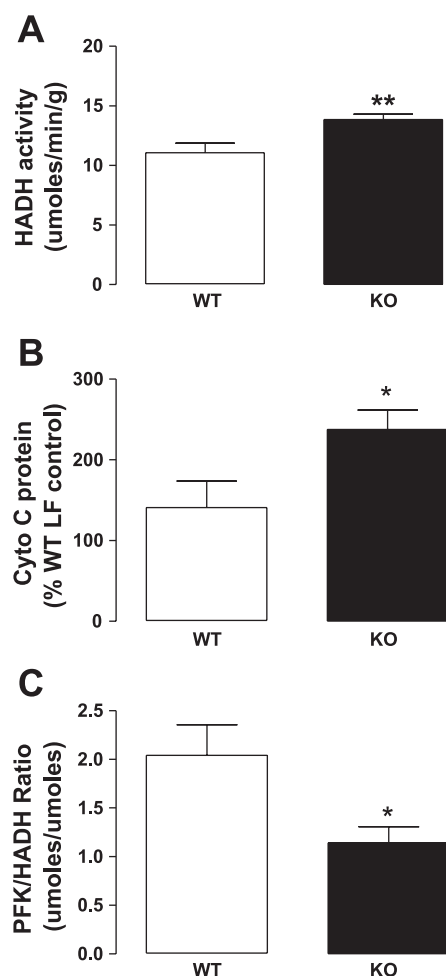 A
HADH activity
(umoles/min/g)
20
15
10
5
0
**
WT
KO
B
Cyto C protein
(% WT LF control)
300
200
100
0
*
WT
KO
C
PFK/HADH Ratio
(umoles/umoles)
2.5
2.0
1.5
1.0
0.5
0.0
*
WT
KO